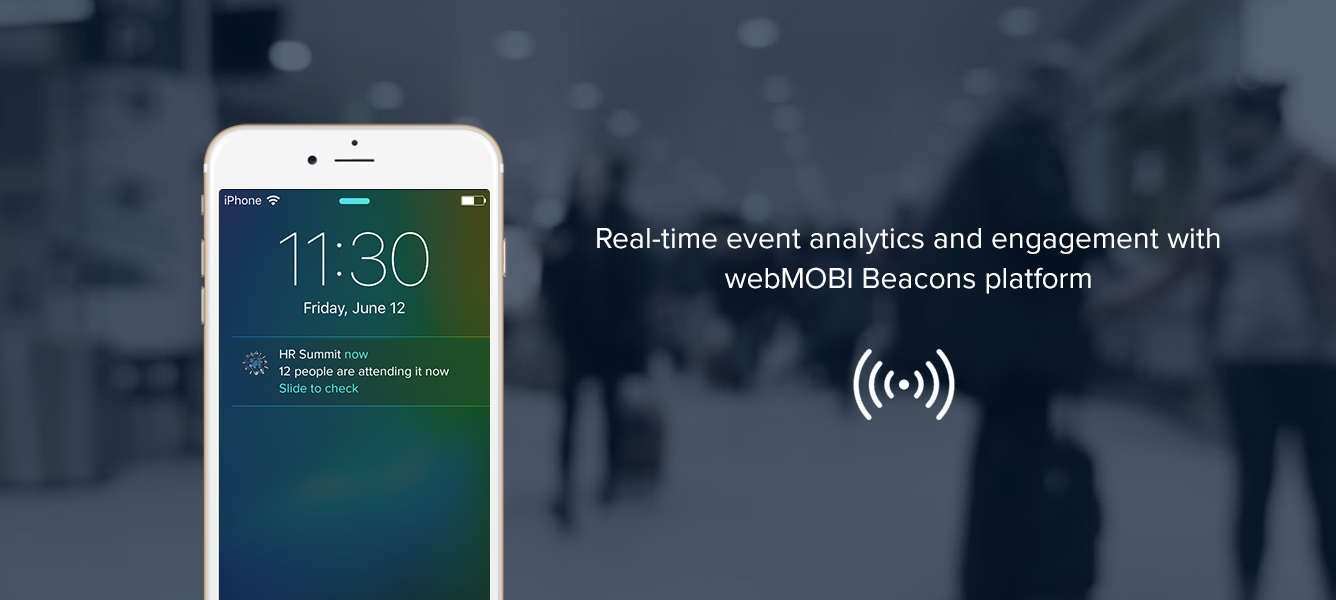 iPhone
11:30
Friday, June 12
HR Summit now
12 people are attending it now
Slide to check
Real-time event analytics and engagement with
webMOBI Beacons platform